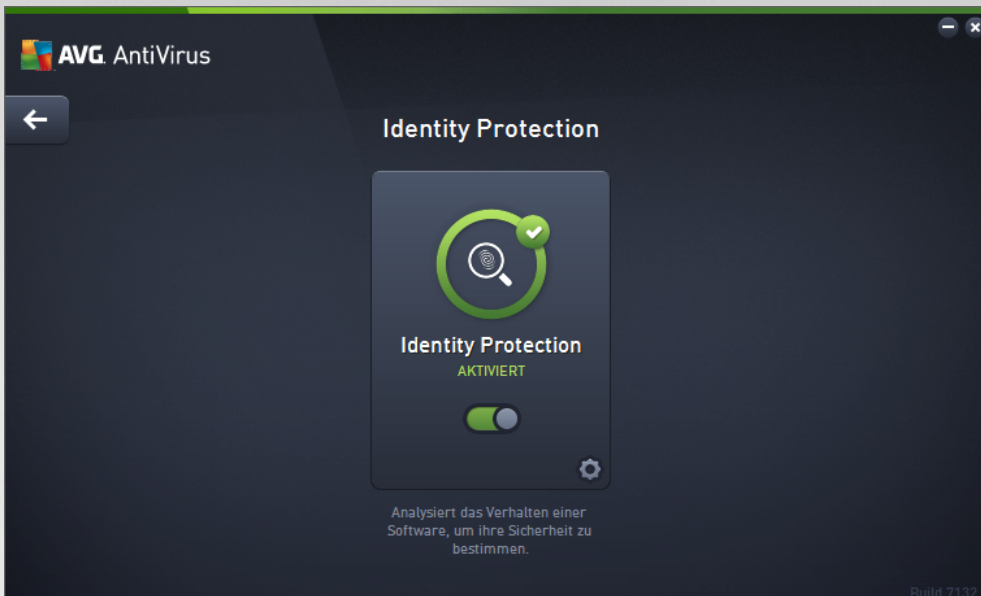 AVG AntiVirus
Identity Protection
Identity Protection
AKTIVIERT
Analysiert das Verhalten einer
Software, um ihre Sicherheit zu
bestimmen.
Build 7132